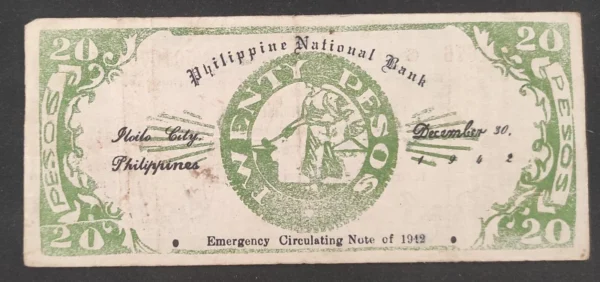 20
20
Philippine National Bank
PESOS
TWENTY PESOS
PESOS
Iloilo City,
Philippines
December 30,
1942
20
20
Emergency Circulating Note of 1942